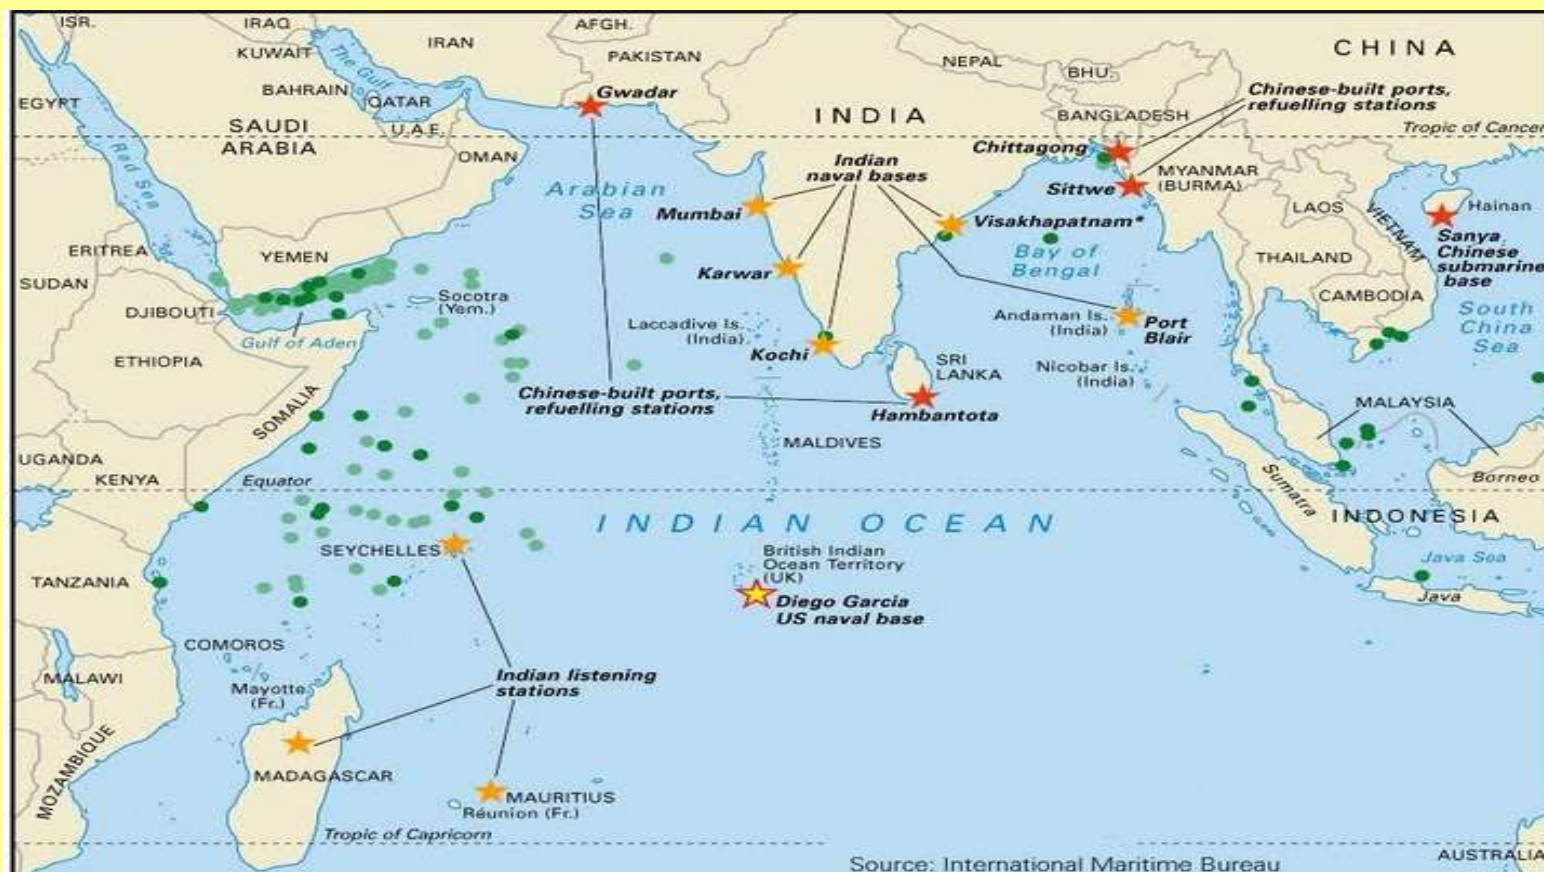 ISR.
IRAQ
AFGH.
CHINA
KUWAIT
IRAN
PAKISTAN
NEPAL
BHU.
The Gulf
EGYPT
BAHRAIN
QATAR
Gwadar
Chinese-built ports,
refuelling stations
SAUDI
ARABIA
U.A.E.
INDIA
BANGLADESH
Tropic of Cancer
Red Sea
OMAN
Chittagong
Indian
naval bases
Arabian
Sea
Sittwe
MYANMAR
(BURMA)
LAOS
VIETNAM
Hainan
Mumbai
Visakhapatnam*
Sanya
Chinese
submarine
base
ERITREA
YEMEN
Bay of
Bengal
THAILAND
Karwar
SUDAN
CAMBODIA
Socotra
(Yem.)
DJIBOUTI
Laccadive Is.
(India)
Andaman Is.
(India)
Port
Blair
South
China
Sea
Gulf of Aden
ETHIOPIA
Kochi
SRI
LANKA
Nicobar Is.
(India)
Chinese-built ports,
refuelling stations
Hambantota
SOMALIA
MALAYSIA
MALDIVES
UGANDA
KENYA
Equator
Sumatra
Borneo
INDIAN OCEAN
INDONESIA
SEYCHELLES
British Indian
Ocean Territory
(UK)
Java Sea
TANZANIA
Diego Garcia
US naval base
Java
COMOROS
MALAWI
Mayotte
(Fr.)
Indian listening
stations
MOZAMBIQUE
MADAGASCAR
MAURITIUS
Réunion (Fr.)
Tropic of Capricorn
Source: International Maritime Bureau
AUSTRALIA